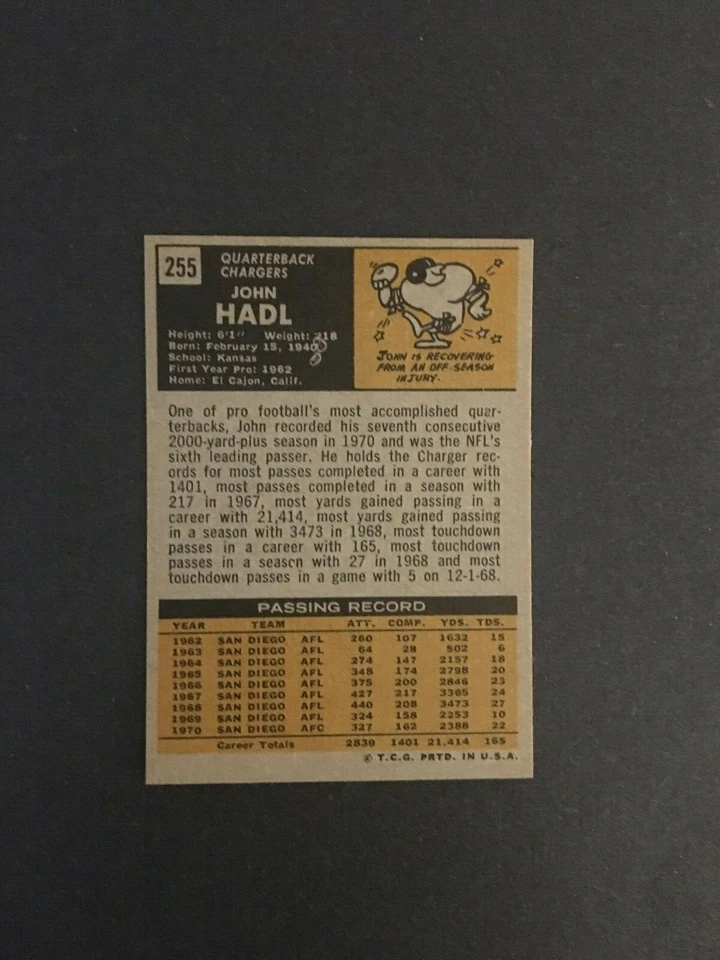 255
QUARTERBACK
CHARGERS
JOHN
HADL
Height: 6'1" Weight: 218
Born: February 15, 1940
School: Kansas
First Year Pro: 1962
Home: El Cajon, Calif.
JOHN IS RECOVERING
FROM AN OFF-SEASON
INJURY.
One of pro football's most accomplished quar-
terbacks, John recorded his seventh consecutive
2000-yard-plus season in 1970 and was the NFL's
sixth leading passer. He holds the Charger rec-
ords for most passes completed in a career with
1401, most passes completed in a season with
217 in 1967, most yards gained passing in a
career with 21,414, most yards gained passing
in a season with 3473 in 1968, most touchdown
passes in a career with 165, most touchdown
passes in a season with 27 in 1968 and most
touchdown passes in a game with 5 on 12-1-68.
PASSING RECORD
YEAR TEAM ATT. COMP. YDS. TDS.
1962 SAN DIEGO AFL 260 107 1632 15
1963 SAN DIEGO AFL 64 28 502 6
1964 SAN DIEGO AFL 274 147 2157 18
1965 SAN DIEGO AFL 348 174 2798 20
1966 SAN DIEGO AFL 375 200 2846 23
1967 SAN DIEGO AFL 427 217 3365 24
1968 SAN DIEGO AFL 440 208 3473 27
1969 SAN DIEGO AFL 324 158 2253 10
1970 SAN DIEGO AFC 327 162 2388 22
Career Totals 2839 1401 21,414 165
© T.C.G. PRTD. IN U.S.A.